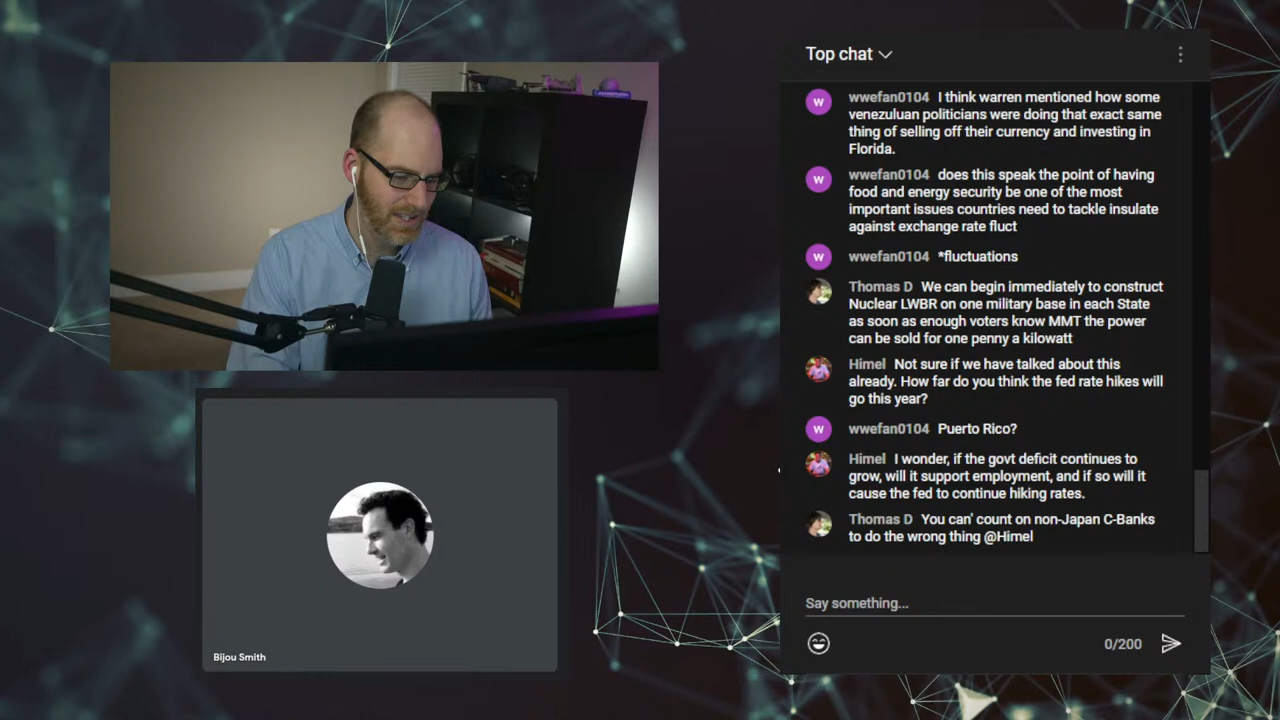 Top chat
W wwefan0104 I think warren mentioned how some
venezuluan politicians were doing that exact same
thing of selling off their currency and investing in
Florida.
W wwefan0104 does this speak the point of having
food and energy security be one of the most
important issues countries need to tackle insulate
against exchange rate fluct
W wwefan0104 *fluctuations
Thomas D We can begin immediately to construct
Nuclear LWBR on one military base in each State
as soon as enough voters know MMT the power
can be sold for one penny a kilowatt
Himel Not sure if we have talked about this
already. How far do you think the fed rate hikes will
go this year?
W wwefan0104 Puerto Rico?
Himel I wonder, if the govt deficit continues to
grow, will it support employment, and if so will it
cause the fed to continue hiking rates.
Thomas D You can' count on non-Japan C-Banks
to do the wrong thing @Himel
Say something...
0/200
Bijou Smith